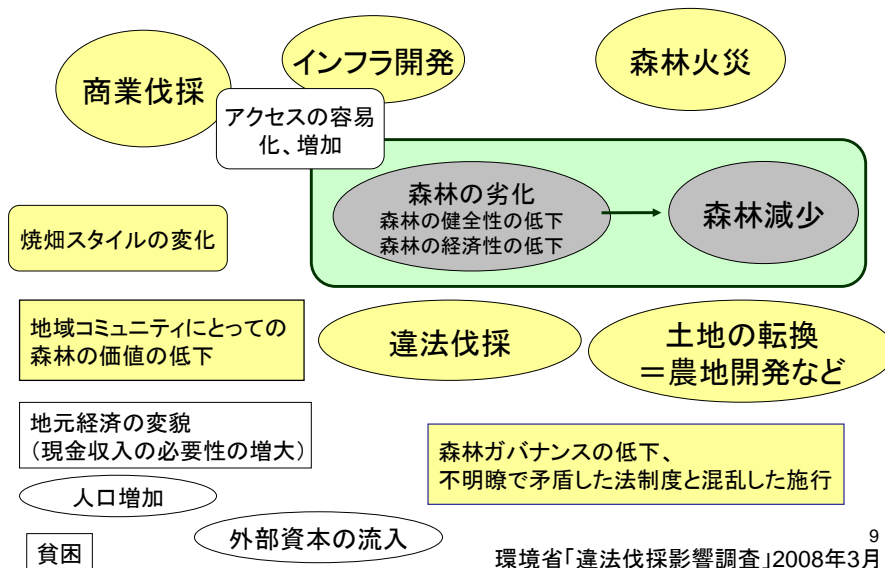 商業伐採
インフラ開発
森林火災
アクセスの容易
化、増加
森林の劣化
森林の健全性の低下
森林の経済性の低下
森林減少
焼畑スタイルの変化
地域コミュニティにとっての
森林の価値の低下
違法伐採
土地の転換
＝農地開発など
地元経済の変貌
(現金収入の必要性の増大)
森林ガバナンスの低下、
不明瞭で矛盾した法制度と混乱した施行
人口増加
外部資本の流入
貧困
9
環境省「違法伐採影響調査」2008年3月